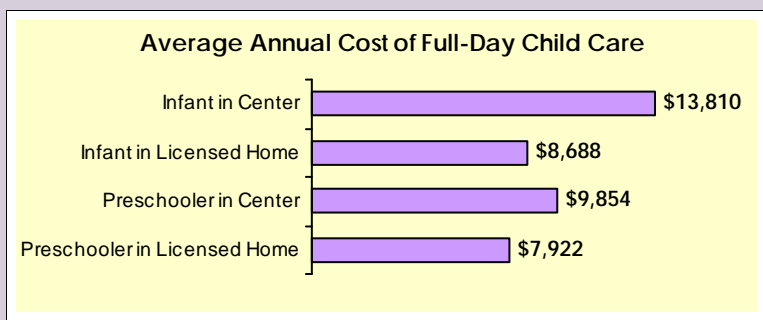 Average Annual Cost of Full-Day Child Care
Infant in Center $13,810
Infant in Licensed Home $8,688
Preschooler in Center $9,854
Preschooler in Licensed Home $7,922